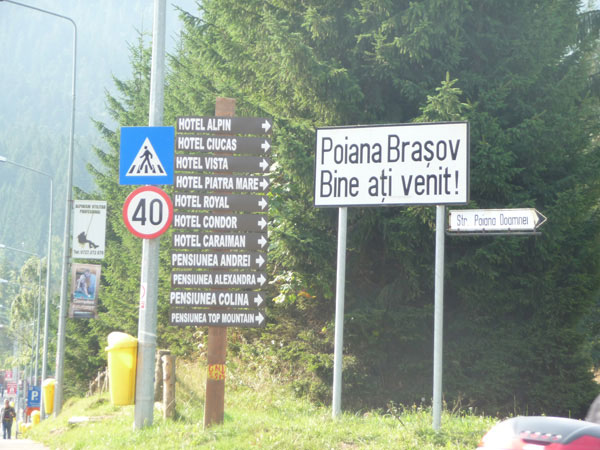 HOTEL ALPIN
HOTEL CIUCAS
HOTEL VISTA
HOTEL PIATRA MARE
HOTEL ROYAL
HOTEL CONDOR
HOTEL CARAIMAN
PENSIUNEA ANDREI
PENSIUNEA ALEXANDRA
PENSIUNEA COLINA
PENSIUNEA TOP MOUNTAIN
40
Poiana Brașov
Bine ați venit!
Str. Poiana Doamnei
P